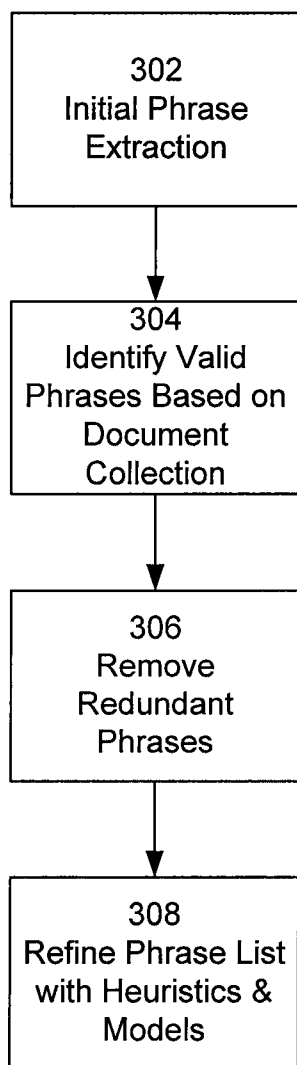 302
Initial Phrase
Extraction
304
Identify Valid
Phrases Based on
Document
Collection
306
Remove
Redundant
Phrases
308
Refine Phrase List
with Heuristics &
Models